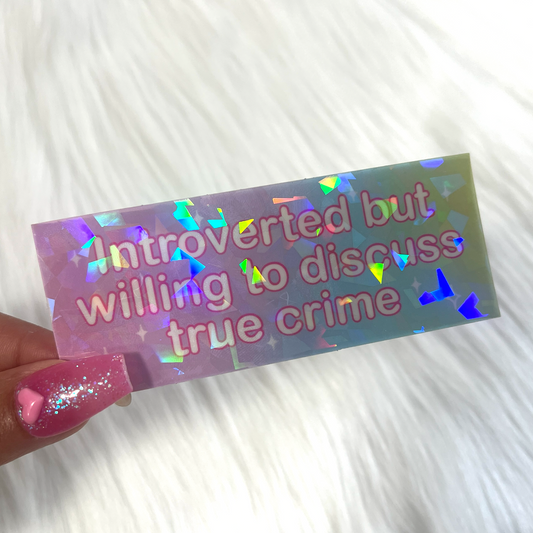 Introverted but
willing to discuss
true crime